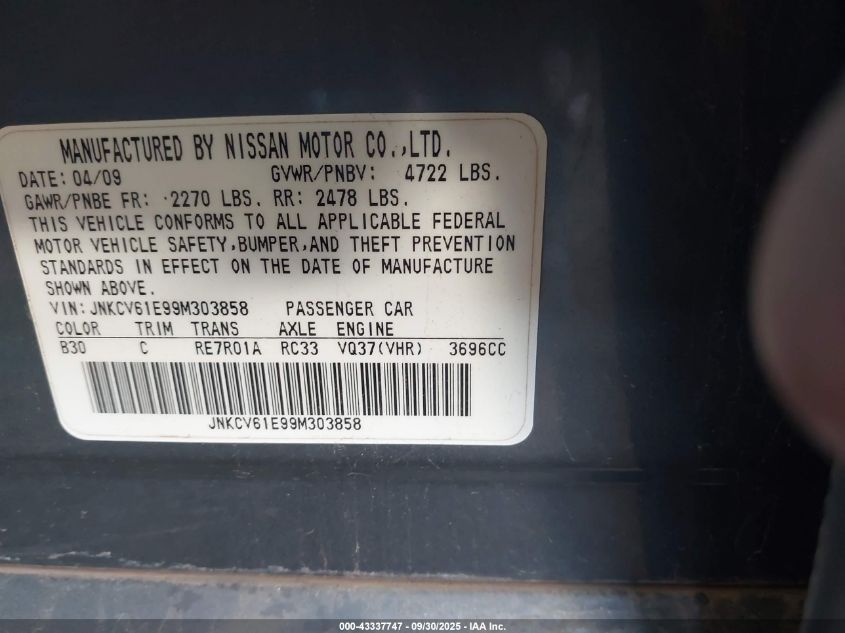 MANUFACTURED BY NISSAN MOTOR CO.,LTD.
DATE: 04/09 GVWR/PNBV: 4722 LBS.
GAWR/PNBE FR: 2270 LBS. RR: 2478 LBS.
THIS VEHICLE CONFORMS TO ALL APPLICABLE FEDERAL
MOTOR VEHICLE SAFETY,BUMPER,AND THEFT PREVENTION
STANDARDS IN EFFECT ON THE DATE OF MANUFACTURE
SHOWN ABOVE.
VIN: JNKCV61E99M303858 PASSENGER CAR
COLOR TRIM TRANS AXLE ENGINE
B30 C RE7R01A RC33 VQ37(VHR) 3696CC
JNKCV61E99M303858
000-43337747 - 09/30/2025 - IAA Inc.